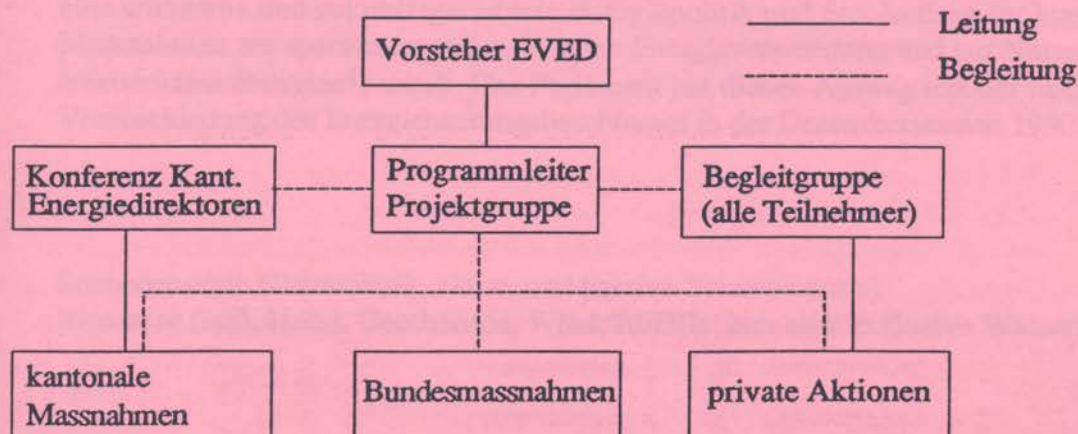 Leitung
Vorsteher EVED
Begleitung
Konferenz Kant.
Energiedirektoren
Programmleiter
Projektgruppe
Begleitgruppe
(alle Teilnehmer)
kantonale
Massnahmen
Bundesmassnahmen
private Aktionen